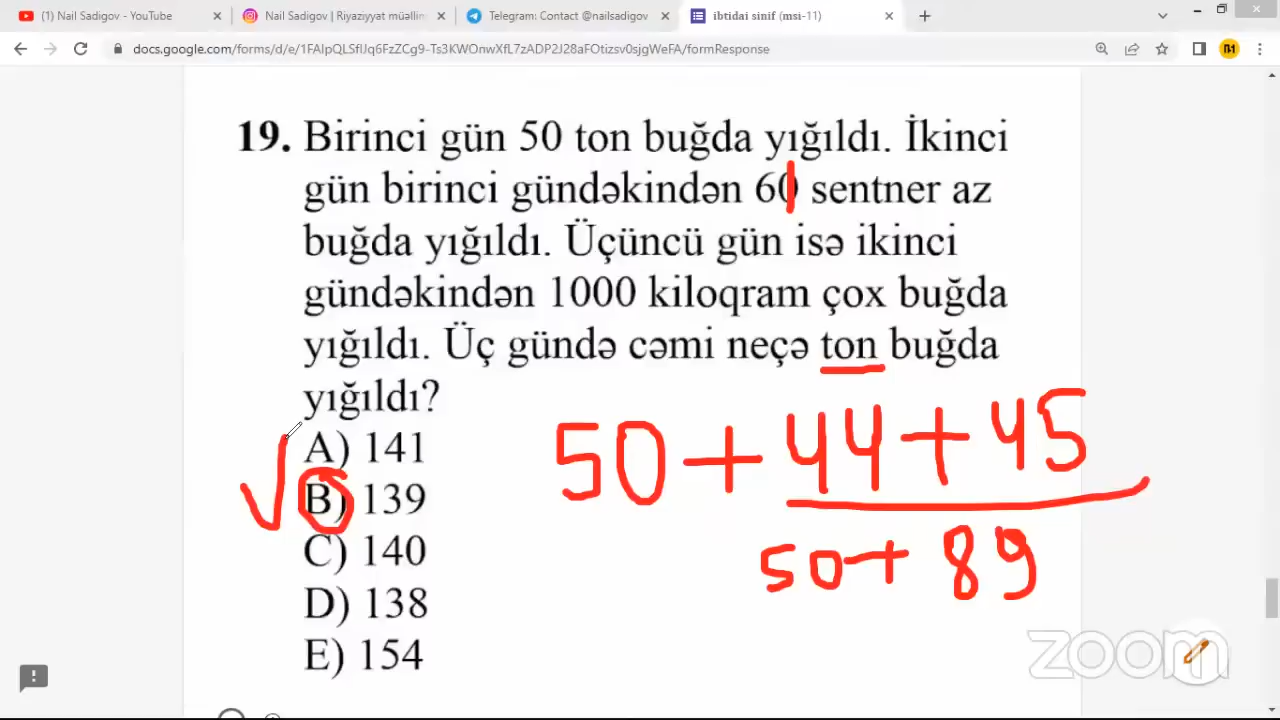 (1) Nail Sadigov - YouTube
Nail Sadigov | Riyaziyyat müəllim
Telegram: Contact @nailsadigov
ibtidai sinif (msi-11)
docs.google.com/forms/d/e/1FAIpQLSflJq6FzZCg9-Ts3KWOnwXfL7zADP2J28aFOtizsv0sjgWeFA/formResponse
19. Birinci gün 50 ton buğda yığıldı. İkinci
gün birinci gündəkindən 60 sentner az
buğda yığıldı. Üçüncü gün isə ikinci
gündəkindən 1000 kiloqram çox buğda
yığıldı. Üç gündə cəmi neçə ton buğda
yığıldı?
A) 141
B) 139
C) 140
D) 138
E) 154
50 + 44 + 45
50 + 89
zoom